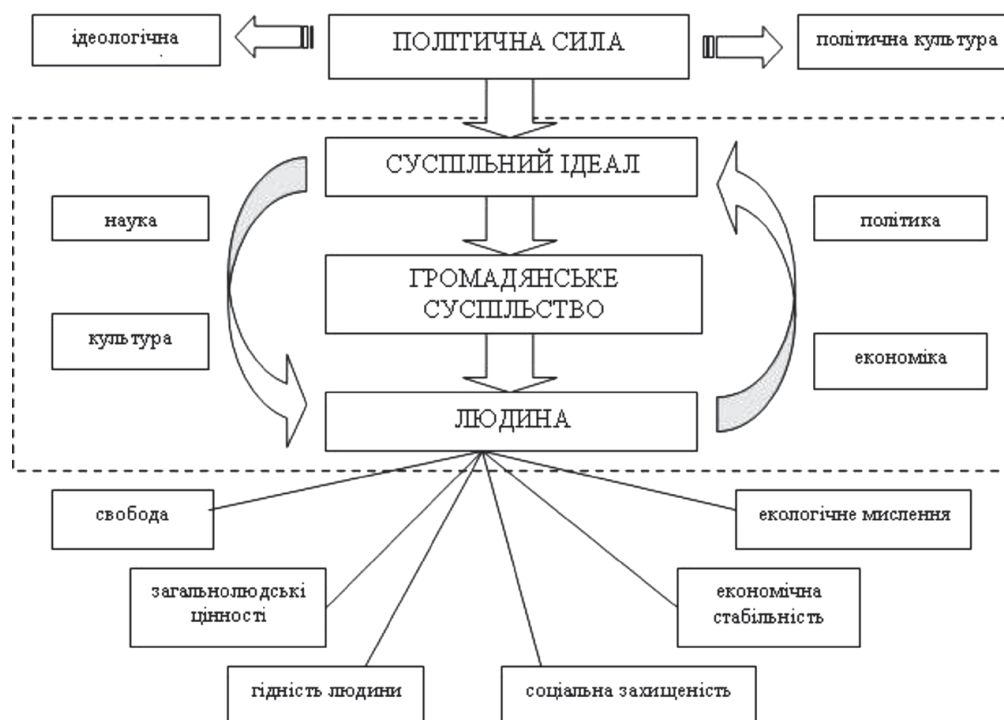 ідеологічна
ПОЛІТИЧНА СИЛА
політична культура
СУСПІЛЬНИЙ ІДЕАЛ
наука
політика
ГРОМАДЯНСЬКЕ
СУСПІЛЬСТВО
культура
економіка
ЛЮДИНА
свобода
екологічне мислення
загальнолюдські
цінності
економічна
стабільність
гідність людини
соціальна захищеність